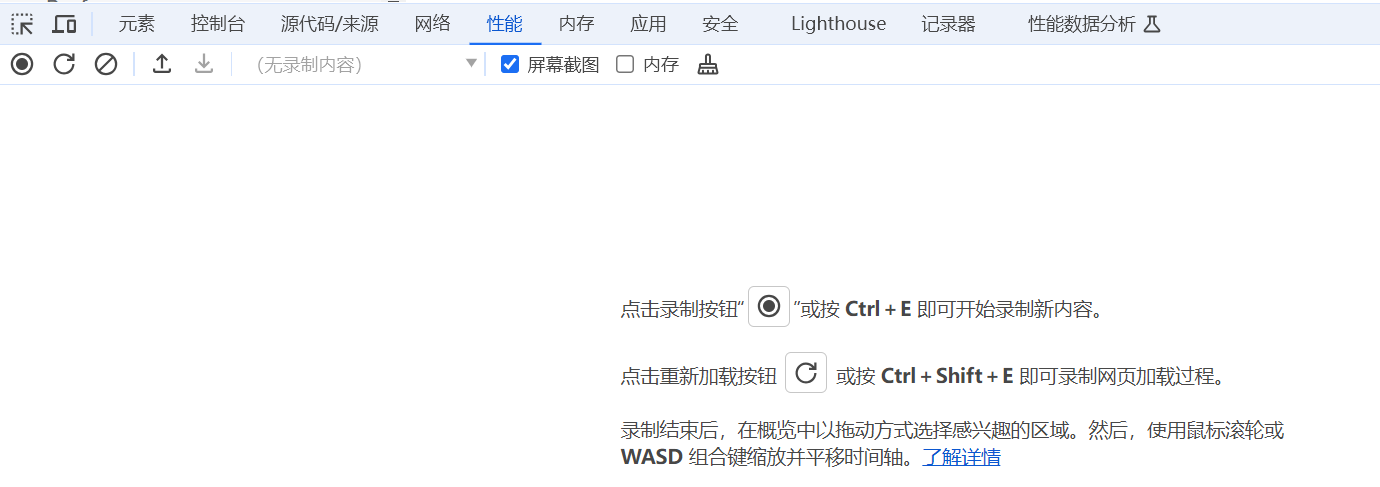 元素 控制台 源代码/来源 网络 性能 内存 应用 安全 Lighthouse 记录器 性能数据分析
（无录制内容） 屏幕截图 内存
点击录制按钮“ ”或按 Ctrl + E 即可开始录制新内容。
点击重新加载按钮 或按 Ctrl + Shift + E 即可录制网页加载过程。
录制结束后，在概览中以拖动方式选择感兴趣的区域。然后，使用鼠标滚轮或
WASD 组合键缩放并平移时间轴。了解详情